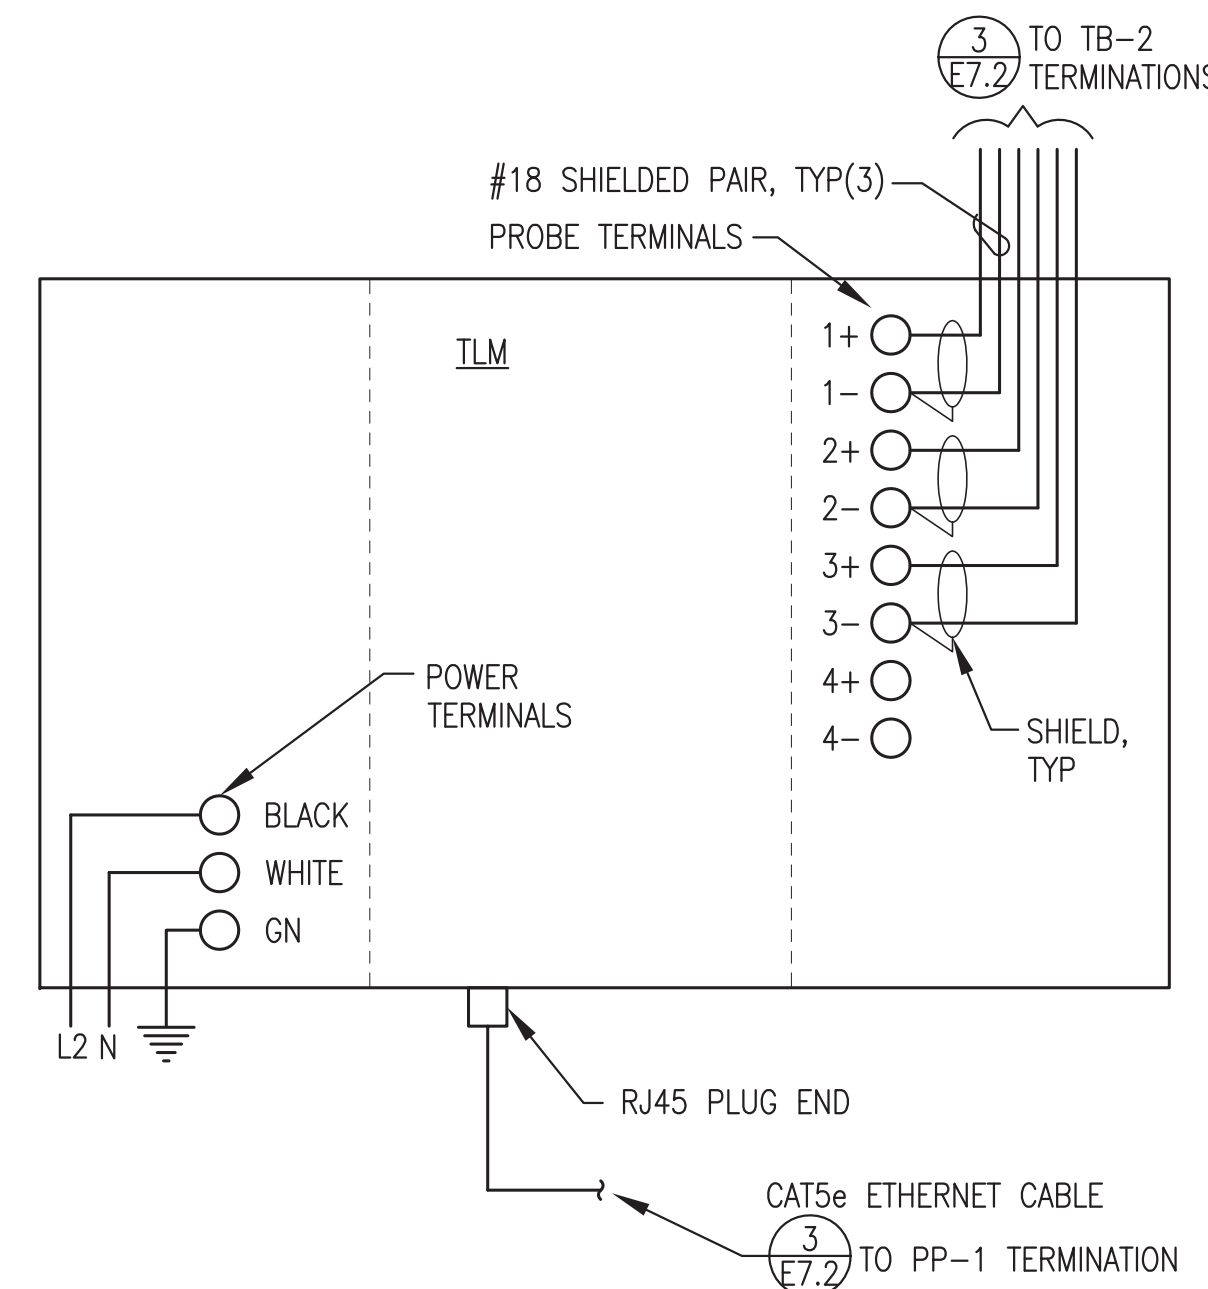 3
E7.2
TO TB-2
TERMINATIONS
#18 SHIELDED PAIR, TYP(3)
PROBE TERMINALS
TLM
1+
1-
2+
2-
3+
3-
4+
4-
POWER
TERMINALS
SHIELD,
TYP
BLACK
WHITE
GN
L2 N
RJ45 PLUG END
CAT5e ETHERNET CABLE
3
E7.2
TO PP-1 TERMINATION